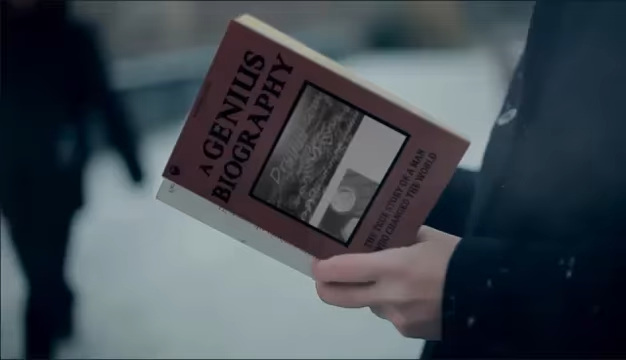 A GENIUS
BIOGRAPHY
THE TRUE STORY OF A MAN
WHO CHANGED THE WORLD